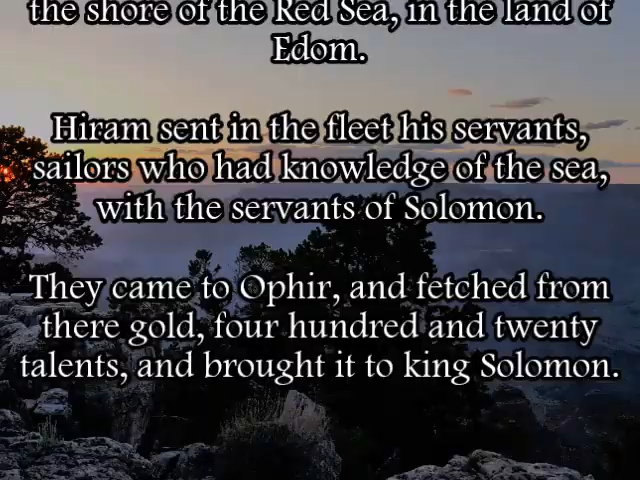 the shore of the Red Sea, in the land of
Edom.
Hiram sent in the fleet his servants,
sailors who had knowledge of the sea,
with the servants of Solomon.
They came to Ophir, and fetched from
there gold, four hundred and twenty
talents, and brought it to king Solomon.